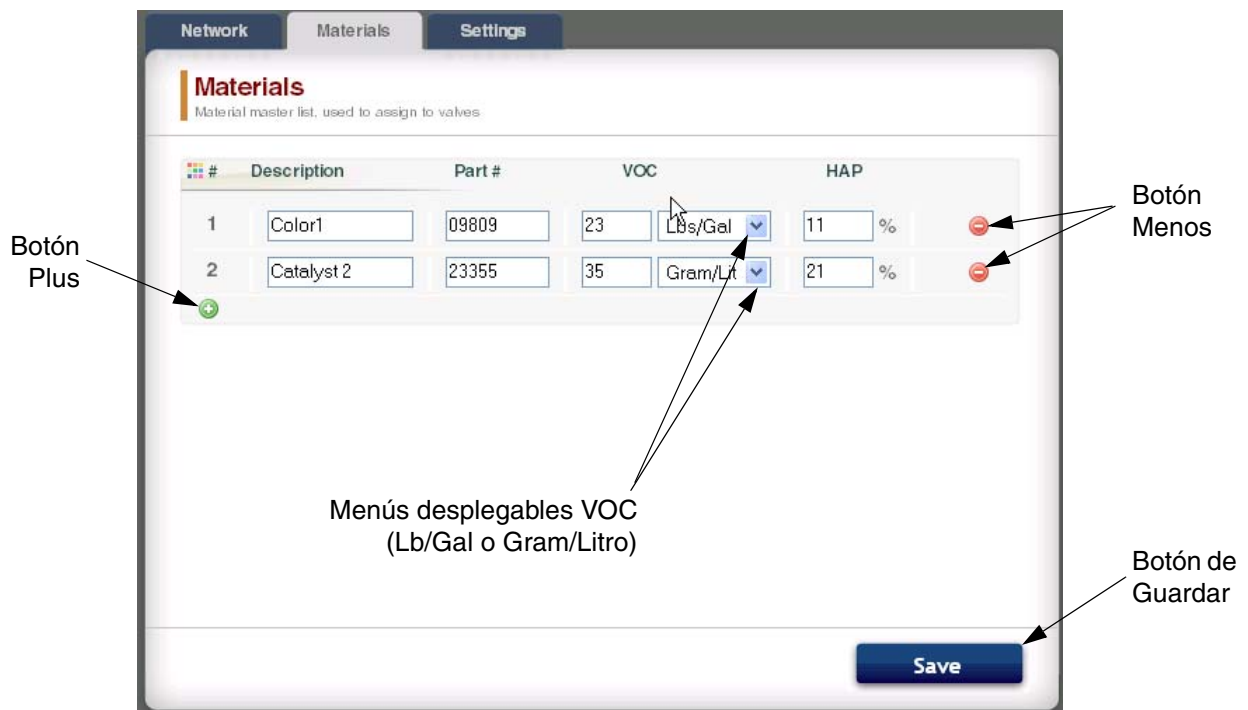 Network Materials Settings
Materials
Material master list, used to assign to valves
# Description Part # VOC HAP
1 Color1 09809 23 Lbs/Gal 11 %
2 Catalyst 2 23355 35 Gram/Lit 21 %
Botón
Menos
Botón
Plus
Menús desplegables VOC
(Lb/Gal o Gram/Litro)
Botón de
Guardar
Save